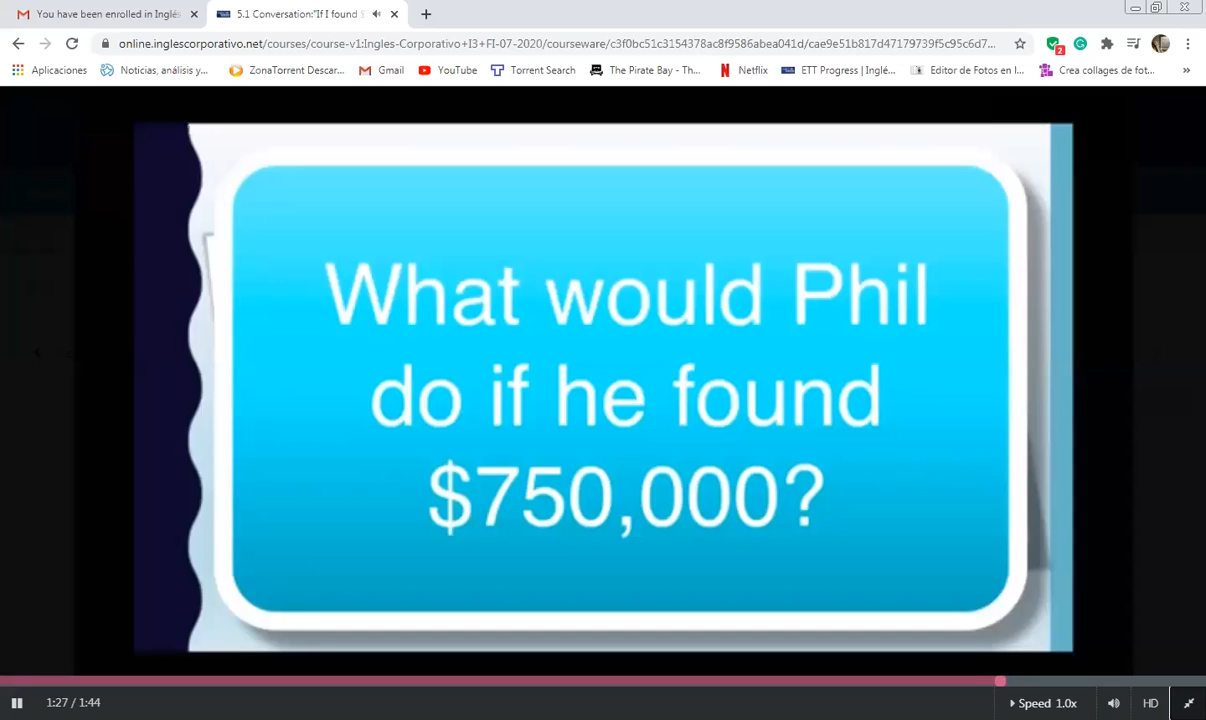 You have been enrolled in Inglés
5.1 Conversation:"If I found $
online.inglescorporativo.net/courses/course-v1:Ingles-Corporativo+I3+FI-07-2020/courseware/c3f0bc51c3154378ac8f9586abea041d/cae9e51b817d47179739f5c95c6d7...
2
Aplicaciones
Noticias, análisis y...
ZonaTorrent Descar...
Gmail
YouTube
Torrent Search
The Pirate Bay - Th...
Netflix
ETT Progress | Inglé...
Editor de Fotos en l...
Crea collages de fot...
»
What would Phil
do if he found
$750,000?
1:27 / 1:44
Speed 1.0x
HD